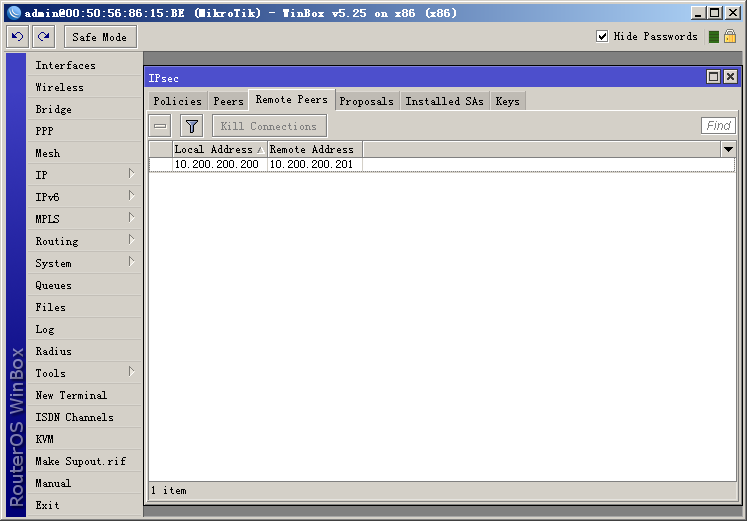 admin@00:50:56:86:15:BE (MikroTik) - WinBox v5.25 on x86 (x86)
Safe Mode
Hide Passwords
RouterOS WinBox
Interfaces
Wireless
Bridge
PPP
Mesh
IP
IPv6
MPLS
Routing
System
Queues
Files
Log
Radius
Tools
New Terminal
ISDN Channels
KVM
Make Supout.rif
Manual
Exit
IPsec
Policies Peers Remote Peers Proposals Installed SAs Keys
Kill Connections Find
Local Address Remote Address
10.200.200.200 10.200.200.201
1 item